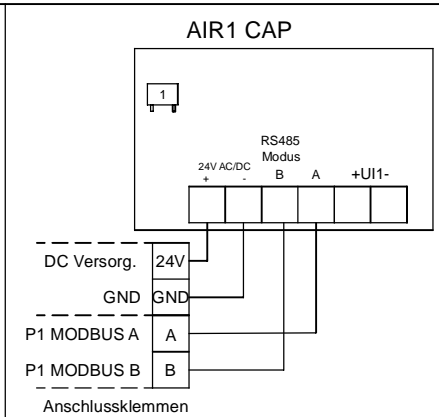 AIR1 CAP
1
RS485
Modus
24V AC/DC
+ - B A +UI1-
DC Versorg. 24V
GND GND
P1 MODBUS A A
P1 MODBUS B B
Anschlussklemmen